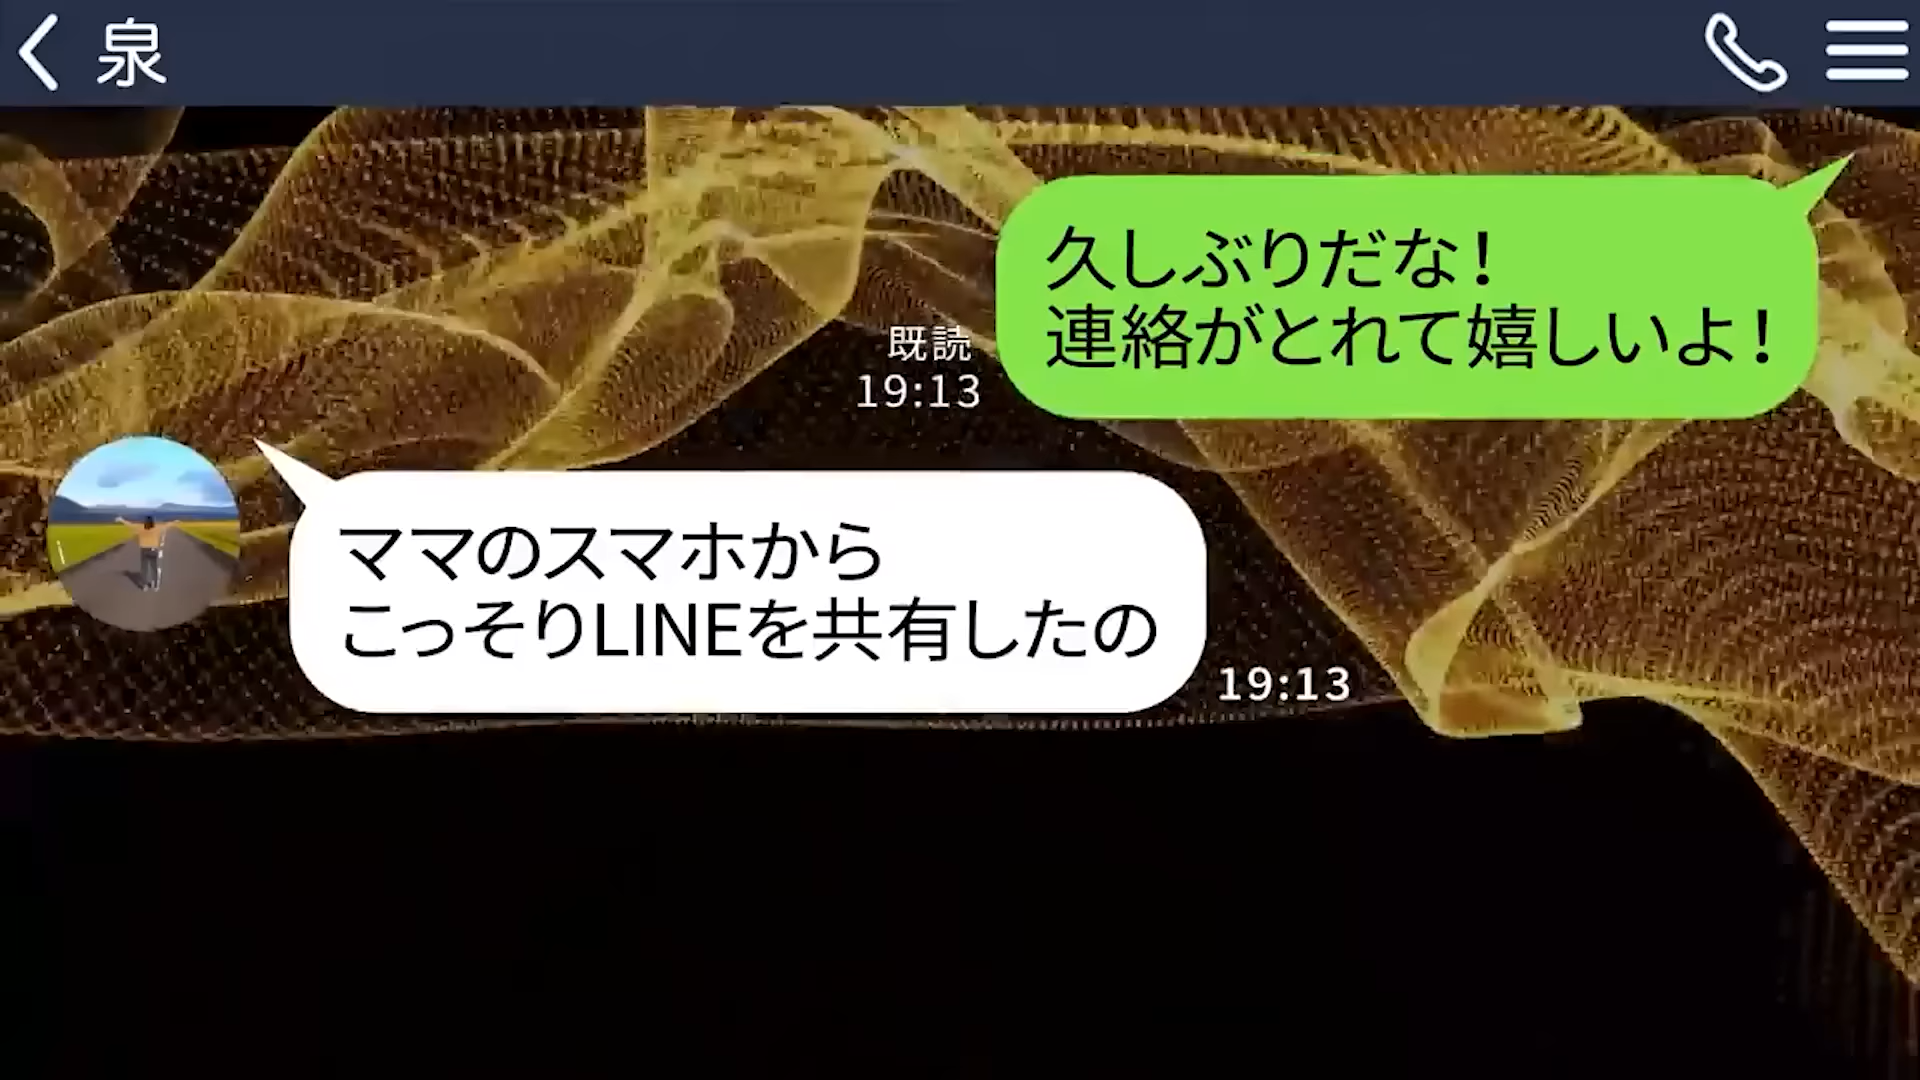 泉
久しぶりだな!
連絡がとれて嬉しいよ!
既読
19:13
ママのスマホから
こっそりLINEを共有したの
19:13